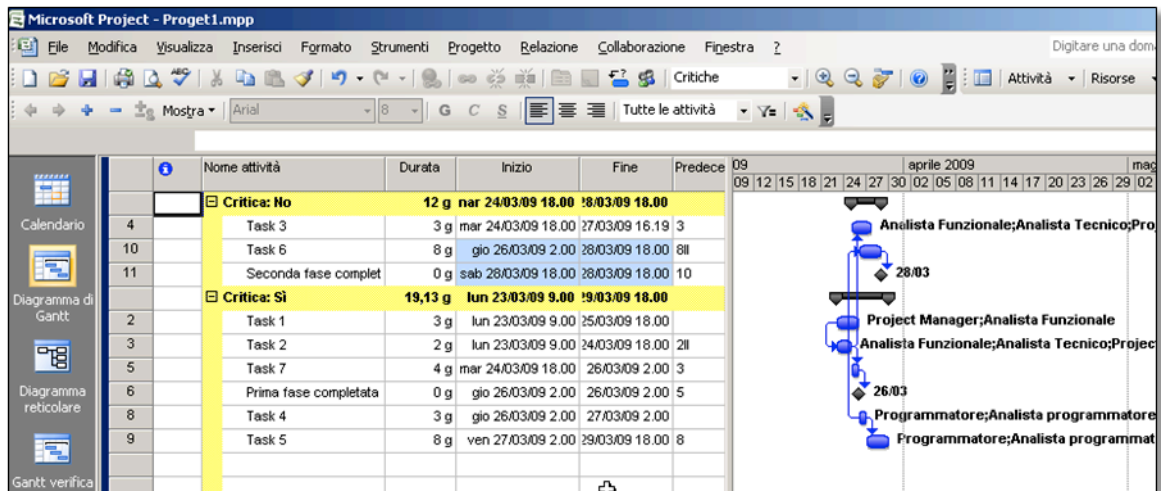 Microsoft Project - Proget1.mpp
File Modifica Visualizza Inserisci Formato Strumenti Progetto Relazione Collaborazione Finestra ? Digitare una dom
Critiche Attività Risorse
Mostra Arial 8 G C S Tutte le attività
Nome attività Durata Inizio Fine Predece 09 aprile 2009 mag
09 12 15 18 21 24 27 30 02 05 08 11 14 17 20 23 26 29 02
Critica: No 12 g nar 24/03/09 18.00 28/03/09 18.00
4 Task 3 3 g mar 24/03/09 18.00 27/03/09 16.19 3 Analista Funzionale;Analista Tecnico;Pro
10 Task 6 8 g gio 26/03/09 2.00 28/03/09 18.00 8II
11 Seconda fase complet 0 g sab 28/03/09 18.00 28/03/09 18.00 10 28/03
Critica: Sì 19,13 g lun 23/03/09 9.00 29/03/09 18.00
2 Task 1 3 g lun 23/03/09 9.00 25/03/09 18.00 Project Manager;Analista Funzionale
3 Task 2 2 g lun 23/03/09 9.00 24/03/09 18.00 2II Analista Funzionale;Analista Tecnico;Projec
5 Task 7 4 g mar 24/03/09 18.00 26/03/09 2.00 3
6 Prima fase completata 0 g gio 26/03/09 2.00 26/03/09 2.00 5 26/03
8 Task 4 3 g gio 26/03/09 2.00 27/03/09 2.00 Programmatore;Analista programmatore
9 Task 5 8 g ven 27/03/09 2.00 29/03/09 18.00 8 Programmatore;Analista programmat
Calendario
Diagramma di
Gantt
Diagramma
reticolare
Gantt verifica